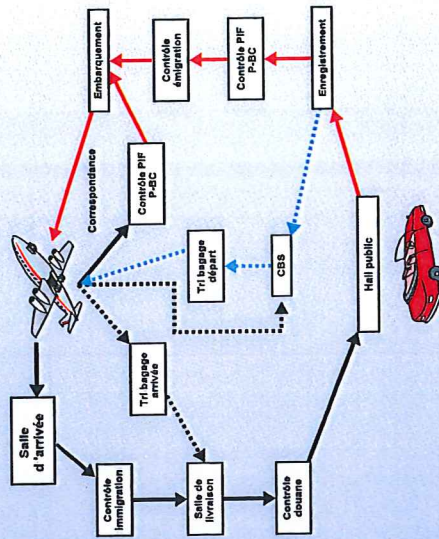 Salle
d'arrivée
Contrôle
immigration
Salle de
livraison
Contrôle
douane
Tri bagage
arrivée
Hall public
CBS
Tri bagage
départ
Correspondance
Contrôle PIF
P-BC
Embarquement
Contrôle
émigration
Contrôle PIF
P-BC
Enregistrement